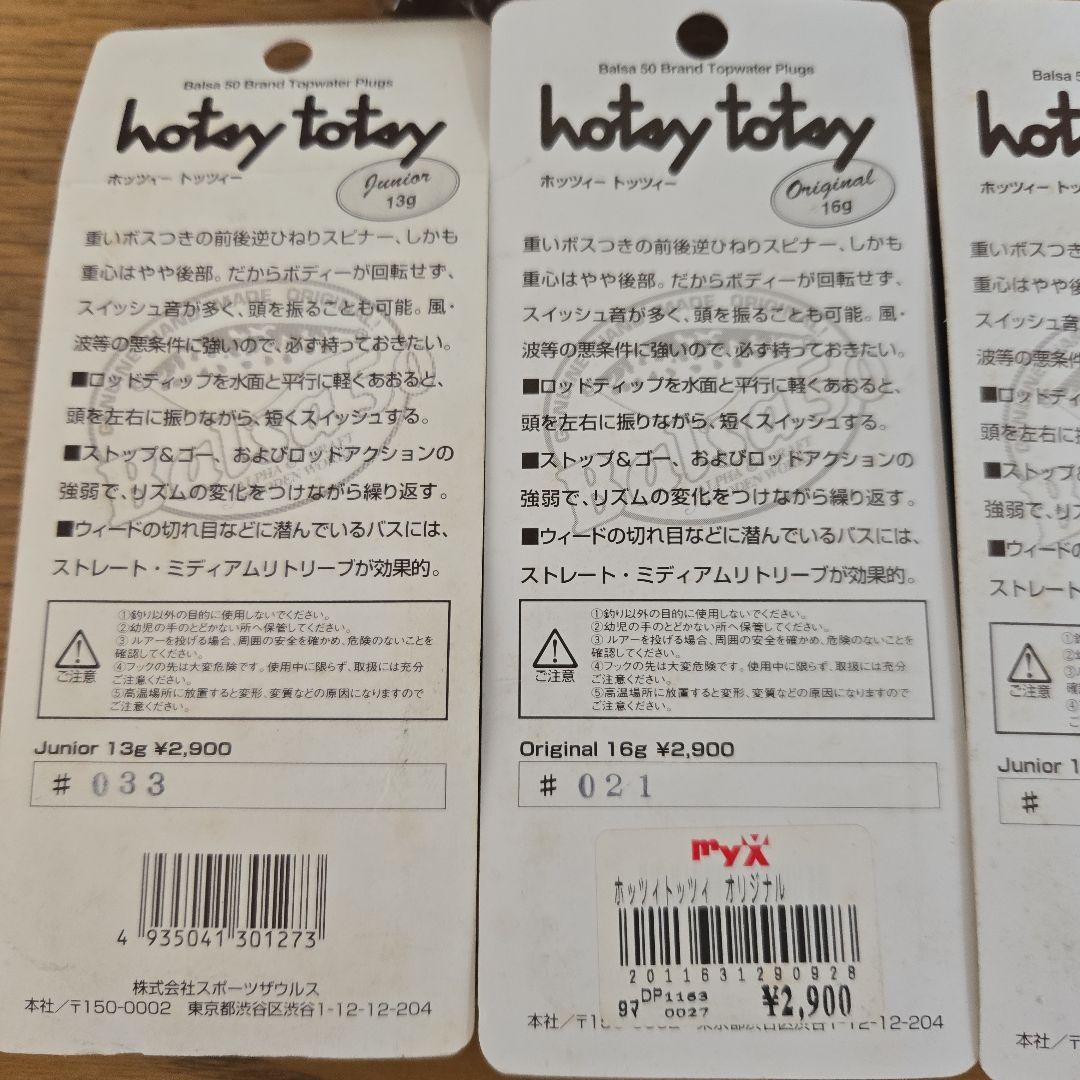 Balsa 50 Brand Topwater Plugs
hotsy totsy
ホッツィー トッツィー
Junior
13g
重いボスつきの前後逆ひねりスピナー、しかも
重心はやや後部。だからボディーが回転せず、
スイッシュ音が多く、頭を振ることも可能。風・
波等の悪条件に強いので、必ず持っておきたい。
■ロッドティップを水面と平行に軽くあおると、
頭を左右に振りながら、短くスイッシュする。
■ストップ&ゴー、およびロッドアクションの
強弱で、リズムの変化をつけながら繰り返す。
■ウィードの切れ目などに潜んでいるバスには、
ストレート・ミディアムリトリーブが効果的。
ご注意
①釣り以外の目的に使用しないでください。
②幼児の手のとどかない所へ保管してください。
③ルアーを投げる場合、周囲の安全を確かめ、危険のないことを
確認してください。
④フックの先は大変危険です。使用中に限らず、取扱には充分
ご注意ください。
⑤高温場所に放置すると変形、変質などの原因になりますので
ご注意ください。
Junior 13g ¥2,900
# 033
4 935041 301273
株式会社スポーツザウルス
本社/〒150-0002 東京都渋谷区渋谷1-12-12-204
Balsa 50 Brand Topwater Plugs
hotsy totsy
ホッツィー トッツィー
Original
16g
重いボスつきの前後逆ひねりスピナー、しかも
重心はやや後部。だからボディーが回転せず、
スイッシュ音が多く、頭を振ることも可能。風・
波等の悪条件に強いので、必ず持っておきたい。
■ロッドティップを水面と平行に軽くあおると、
頭を左右に振りながら、短くスイッシュする。
■ストップ&ゴー、およびロッドアクションの
強弱で、リズムの変化をつけながら繰り返す。
■ウィードの切れ目などに潜んでいるバスには、
ストレート・ミディアムリトリーブが効果的。
ご注意
①釣り以外の目的に使用しないでください。
②幼児の手のとどかない所へ保管してください。
③ルアーを投げる場合、周囲の安全を確かめ、危険のないことを
確認してください。
④フックの先は大変危険です。使用中に限らず、取扱には充分
ご注意ください。
⑤高温場所に放置すると変形、変質などの原因になりますので
ご注意ください。
Original 16g ¥2,900
# 021
myX
ホッツィトッツィ オリジナル
2011631290928
9マ DP1163 0027 ¥2,900
本社/〒1 -12-204
Balsa 5
hot
ホッツィー トッ
重いボスつき
重心はやや後
スイッシュ音
波等の悪条件
■ロッドティ
頭を左右に
■ストップ&
強弱で、リズ
■ウィードの
ストレート
ご注意
Junior 1
#
本社/〒